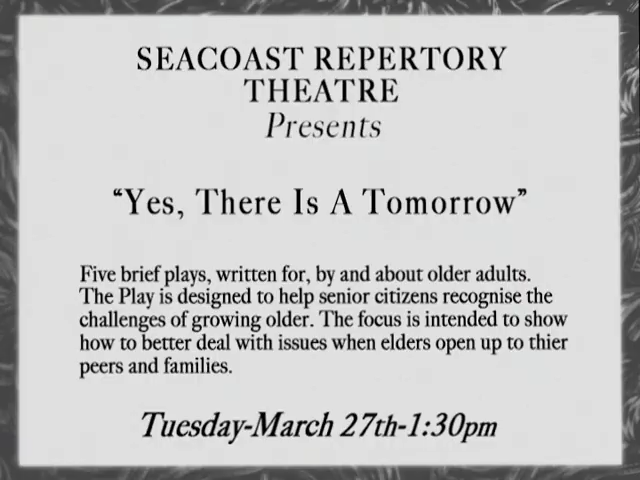 SEACOAST REPERTORY
THEATRE
Presents
“Yes, There Is A Tomorrow”
Five brief plays, written for, by and about older adults.
The Play is designed to help senior citizens recognise the
challenges of growing older. The focus is intended to show
how to better deal with issues when elders open up to thier
peers and families.
Tuesday-March 27th-1:30pm